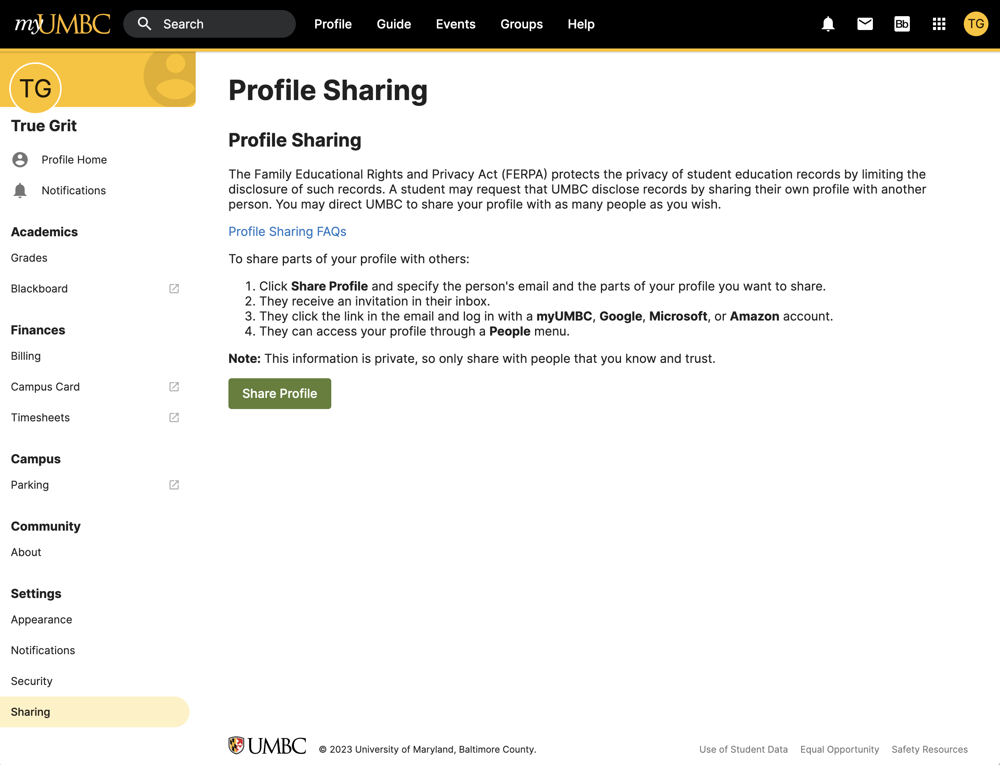 myUMBC
Search
Profile
Guide
Events
Groups
Help
Bb
TG
TG
True Grit
Profile Home
Notifications
Academics
Grades
Blackboard
Finances
Billing
Campus Card
Timesheets
Campus
Parking
Community
About
Settings
Appearance
Notifications
Security
Sharing
Profile Sharing
Profile Sharing
The Family Educational Rights and Privacy Act (FERPA) protects the privacy of student education records by limiting the
disclosure of such records. A student may request that UMBC disclose records by sharing their own profile with another
person. You may direct UMBC to share your profile with as many people as you wish.
Profile Sharing FAQs
To share parts of your profile with others:
1. Click Share Profile and specify the person's email and the parts of your profile you want to share.
2. They receive an invitation in their inbox.
3. They click the link in the email and log in with a myUMBC, Google, Microsoft, or Amazon account.
4. They can access your profile through a People menu.
Note: This information is private, so only share with people that you know and trust.
Share Profile
UMBC
© 2023 University of Maryland, Baltimore County.
Use of Student Data
Equal Opportunity
Safety Resources